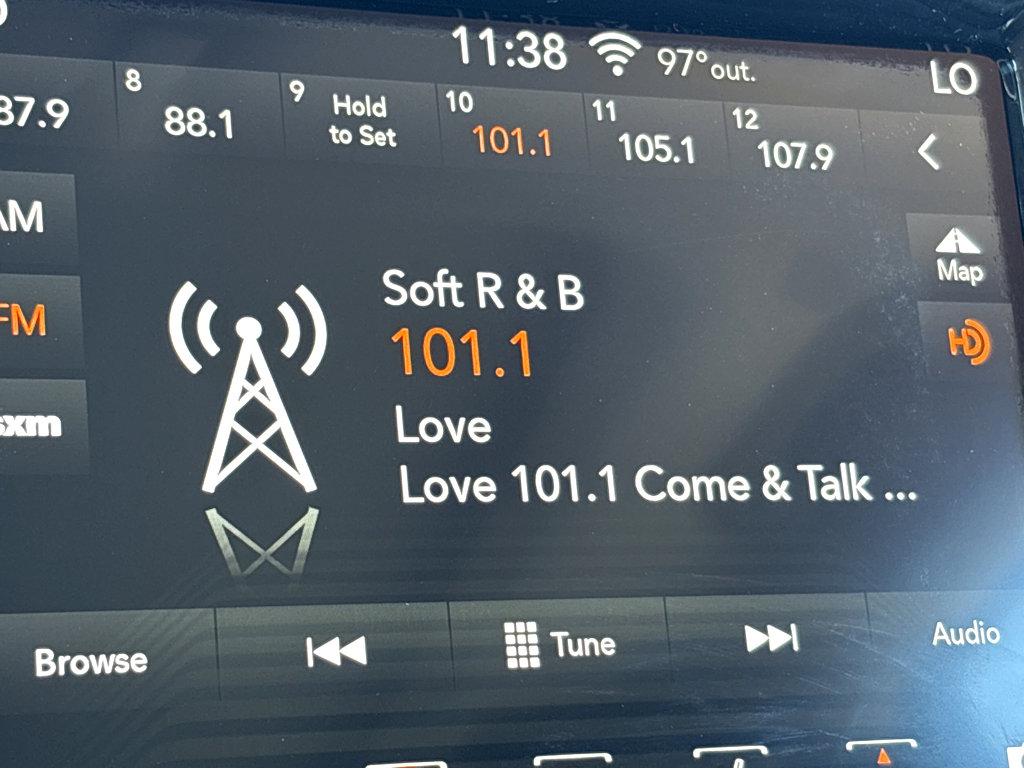 11:38 97° out. LO
87.9
8 88.1
9 Hold
to Set
10 101.1
11 105.1
12 107.9
AM
FM
sxm
Soft R & B
101.1
Love
Love 101.1 Come & Talk ...
Map
HD
Browse
Tune
Audio